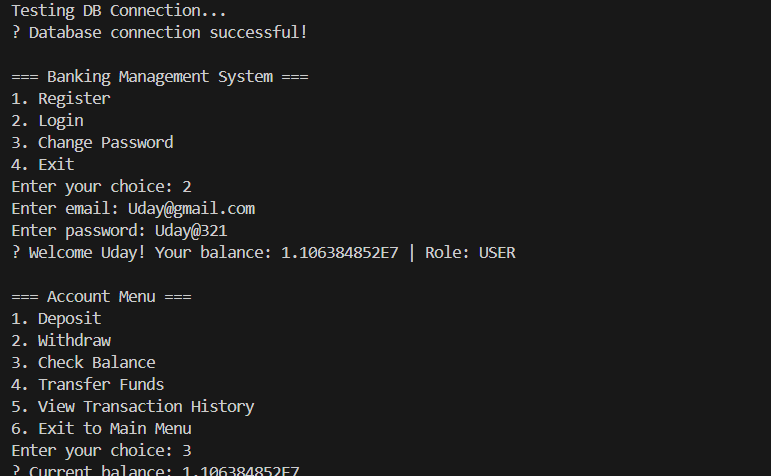 Testing DB Connection...
? Database connection successful!
=== Banking Management System ===
1. Register
2. Login
3. Change Password
4. Exit
Enter your choice: 2
Enter email: Uday@gmail.com
Enter password: Uday@321
? Welcome Uday! Your balance: 1.106384852E7 | Role: USER
=== Account Menu ===
1. Deposit
2. Withdraw
3. Check Balance
4. Transfer Funds
5. View Transaction History
6. Exit to Main Menu
Enter your choice: 3
? Current balance: 1.106384852E7